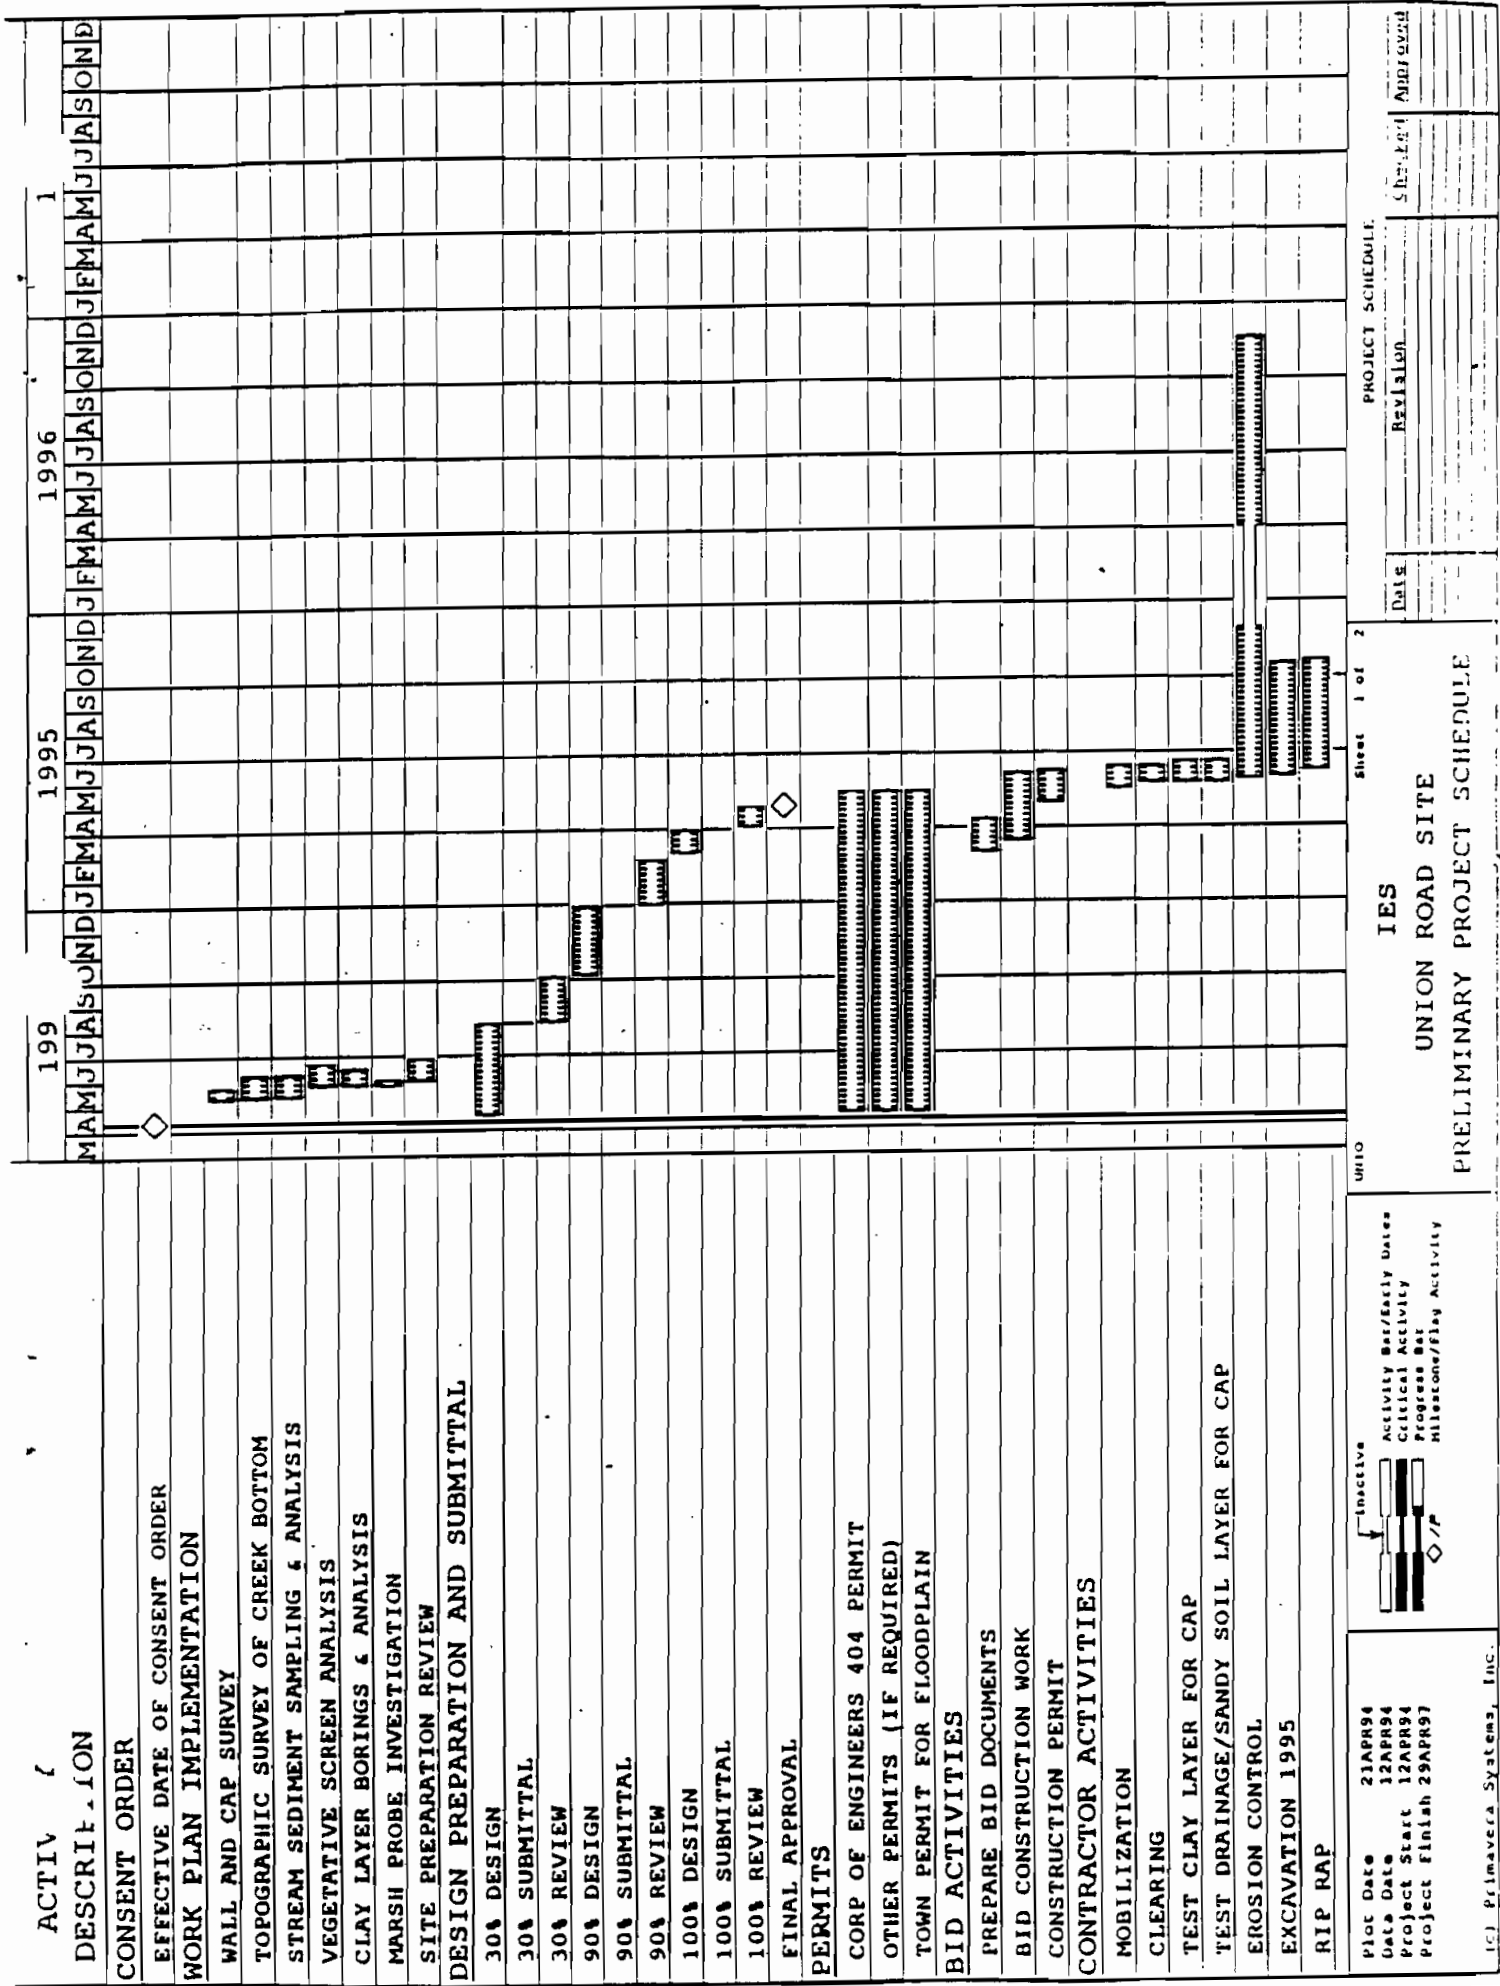 ACTIV
DESCRI ION
199 1995 1996 1
M A M J J A S O N D J F M A M J J A S O N D J F M A M J J A S O N D J F M A M J J A S O N D
CONSENT ORDER
EFFECTIVE DATE OF CONSENT ORDER
WORK PLAN IMPLEMENTATION
WALL AND CAP SURVEY
TOPOGRAPHIC SURVEY OF CREEK BOTTOM
STREAM SEDIMENT SAMPLING & ANALYSIS
VEGETATIVE SCREEN ANALYSIS
CLAY LAYER BORINGS & ANALYSIS
MARSH PROBE INVESTIGATION
SITE PREPARATION REVIEW
DESIGN PREPARATION AND SUBMITTAL
30% DESIGN
30% SUBMITTAL
30% REVIEW
90% DESIGN
90% SUBMITTAL
90% REVIEW
100% DESIGN
100% SUBMITTAL
100% REVIEW
FINAL APPROVAL
PERMITS
CORP OF ENGINEERS 404 PERMIT
OTHER PERMITS (IF REQUIRED)
TOWN PERMIT FOR FLOODPLAIN
BID ACTIVITIES
PREPARE BID DOCUMENTS
BID CONSTRUCTION WORK
CONSTRUCTION PERMIT
CONTRACTOR ACTIVITIES
MOBILIZATION
CLEARING
TEST CLAY LAYER FOR CAP
TEST DRAINAGE/SANDY SOIL LAYER FOR CAP
EROSION CONTROL
EXCAVATION 1995
RIP RAP
Plot Date 21APR94
Data Date 12APR94
Project Start 12APR94
Project Finish 29APR97
(c) Primavera Systems, Inc.
Inactive
Activity Bar/Early Dates
Critical Activity
Progress Bar
◇/P Milestone/Flag Activity
UNIO
Sheet 1 of 2
IES
UNION ROAD SITE
PRELIMINARY PROJECT SCHEDULE
PROJECT SCHEDULE
Date Revision Checked Approved